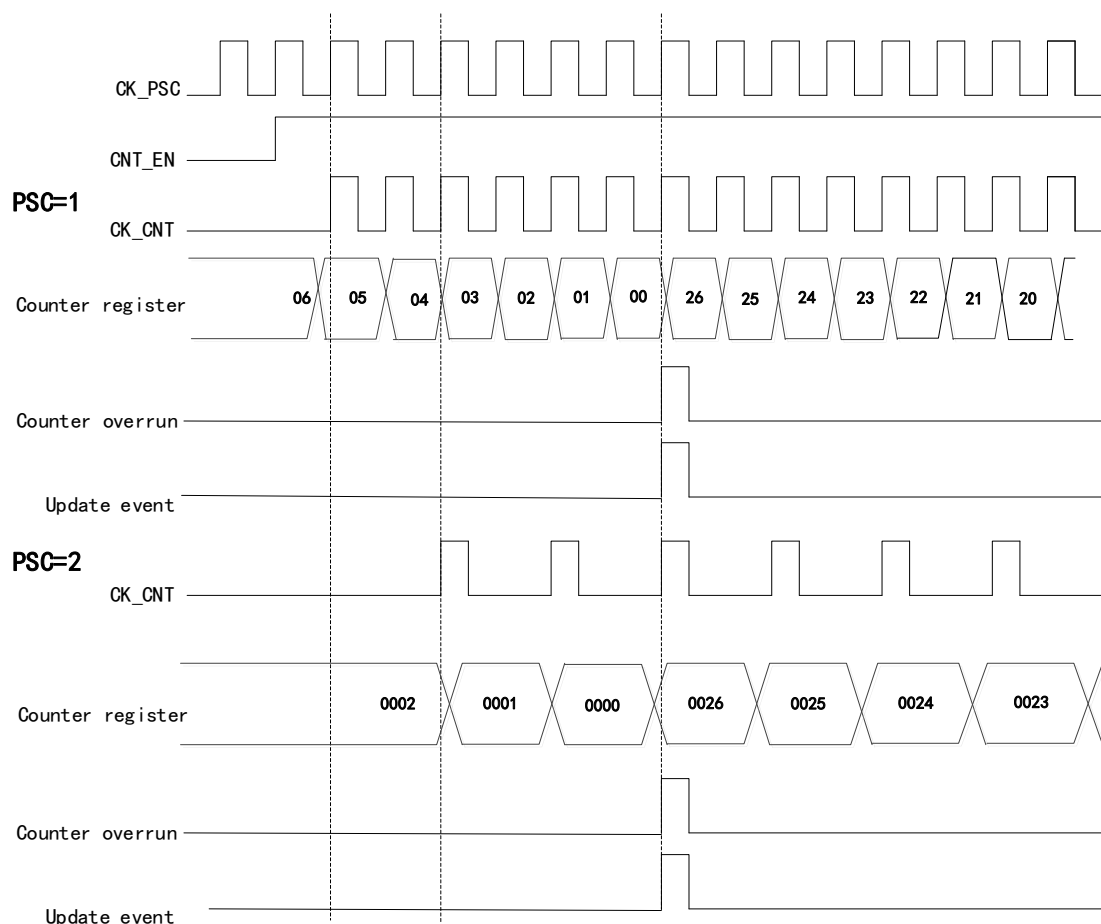 CK_PSC
CNT_EN
PSC=1
CK_CNT
Counter register 06 05 04 03 02 01 00 26 25 24 23 22 21 20
Counter overrun
Update event
PSC=2
CK_CNT
Counter register 0002 0001 0000 0026 0025 0024 0023
Counter overrun
Update event